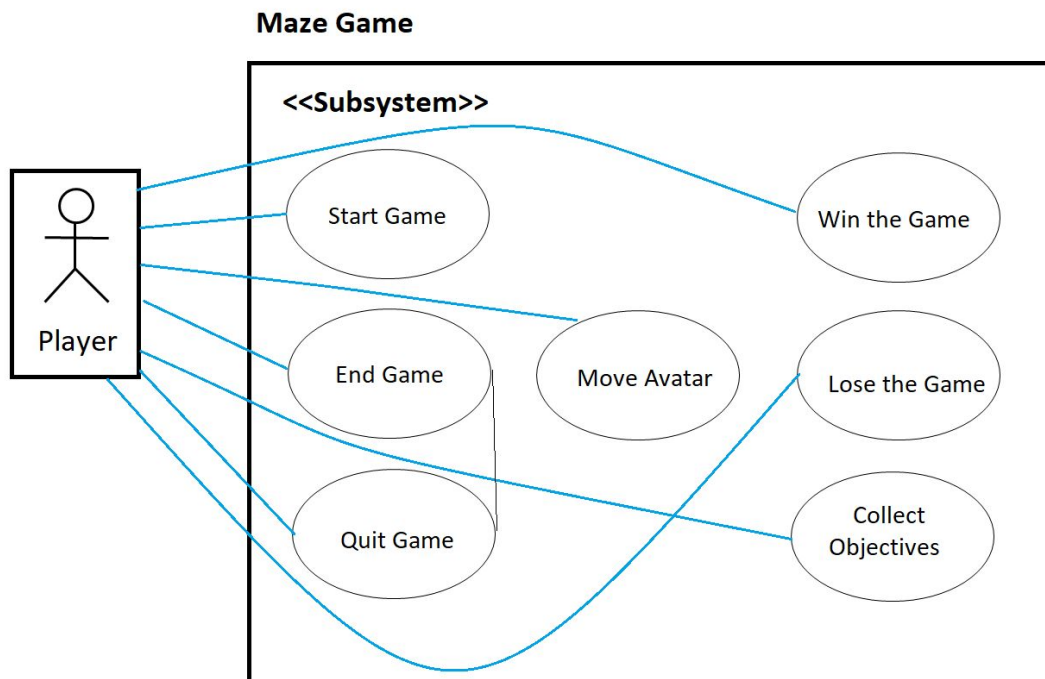 Maze Game
<<Subsystem>>
Start Game
Win the Game
Player
End Game
Move Avatar
Lose the Game
Quit Game
Collect
Objectives